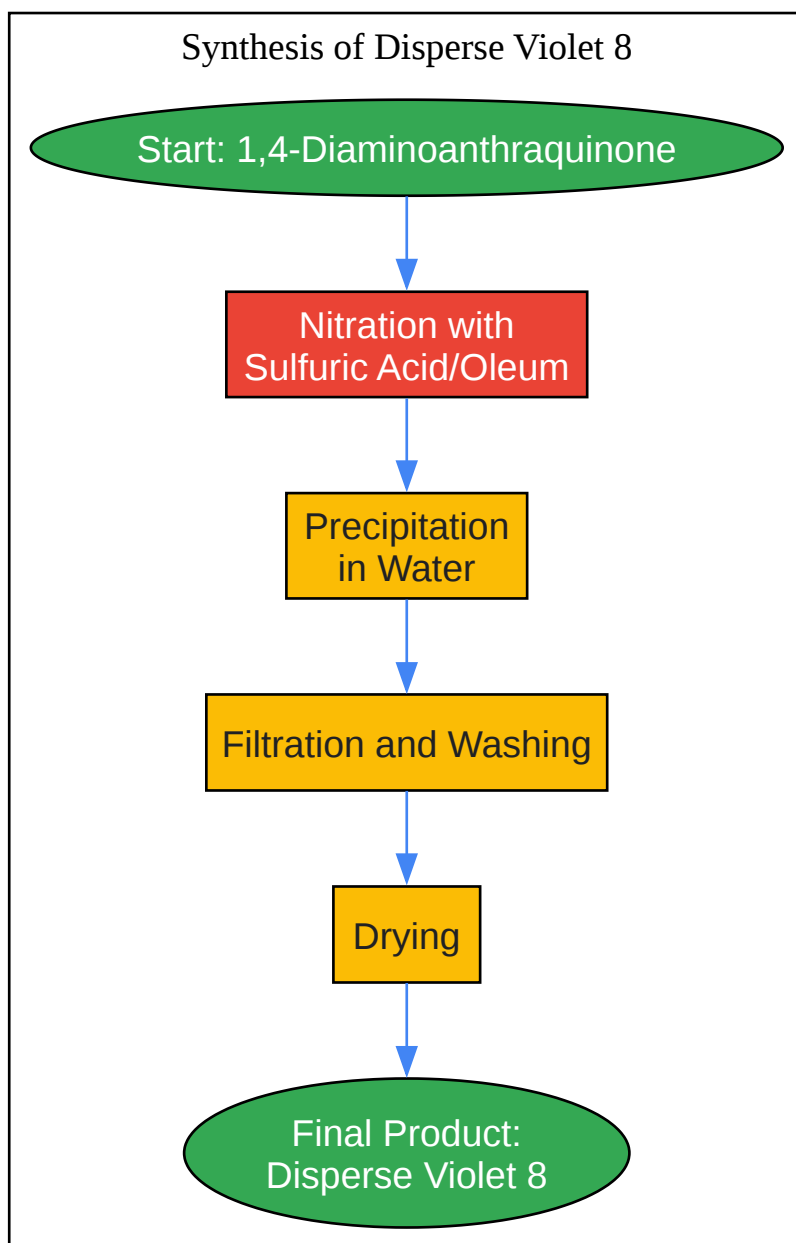 Synthesis of Disperse Violet 8
Start: 1,4-Diaminoanthraquinone
Nitration with
Sulfuric Acid/Oleum
Precipitation
in Water
Filtration and Washing
Drying
Final Product:
Disperse Violet 8